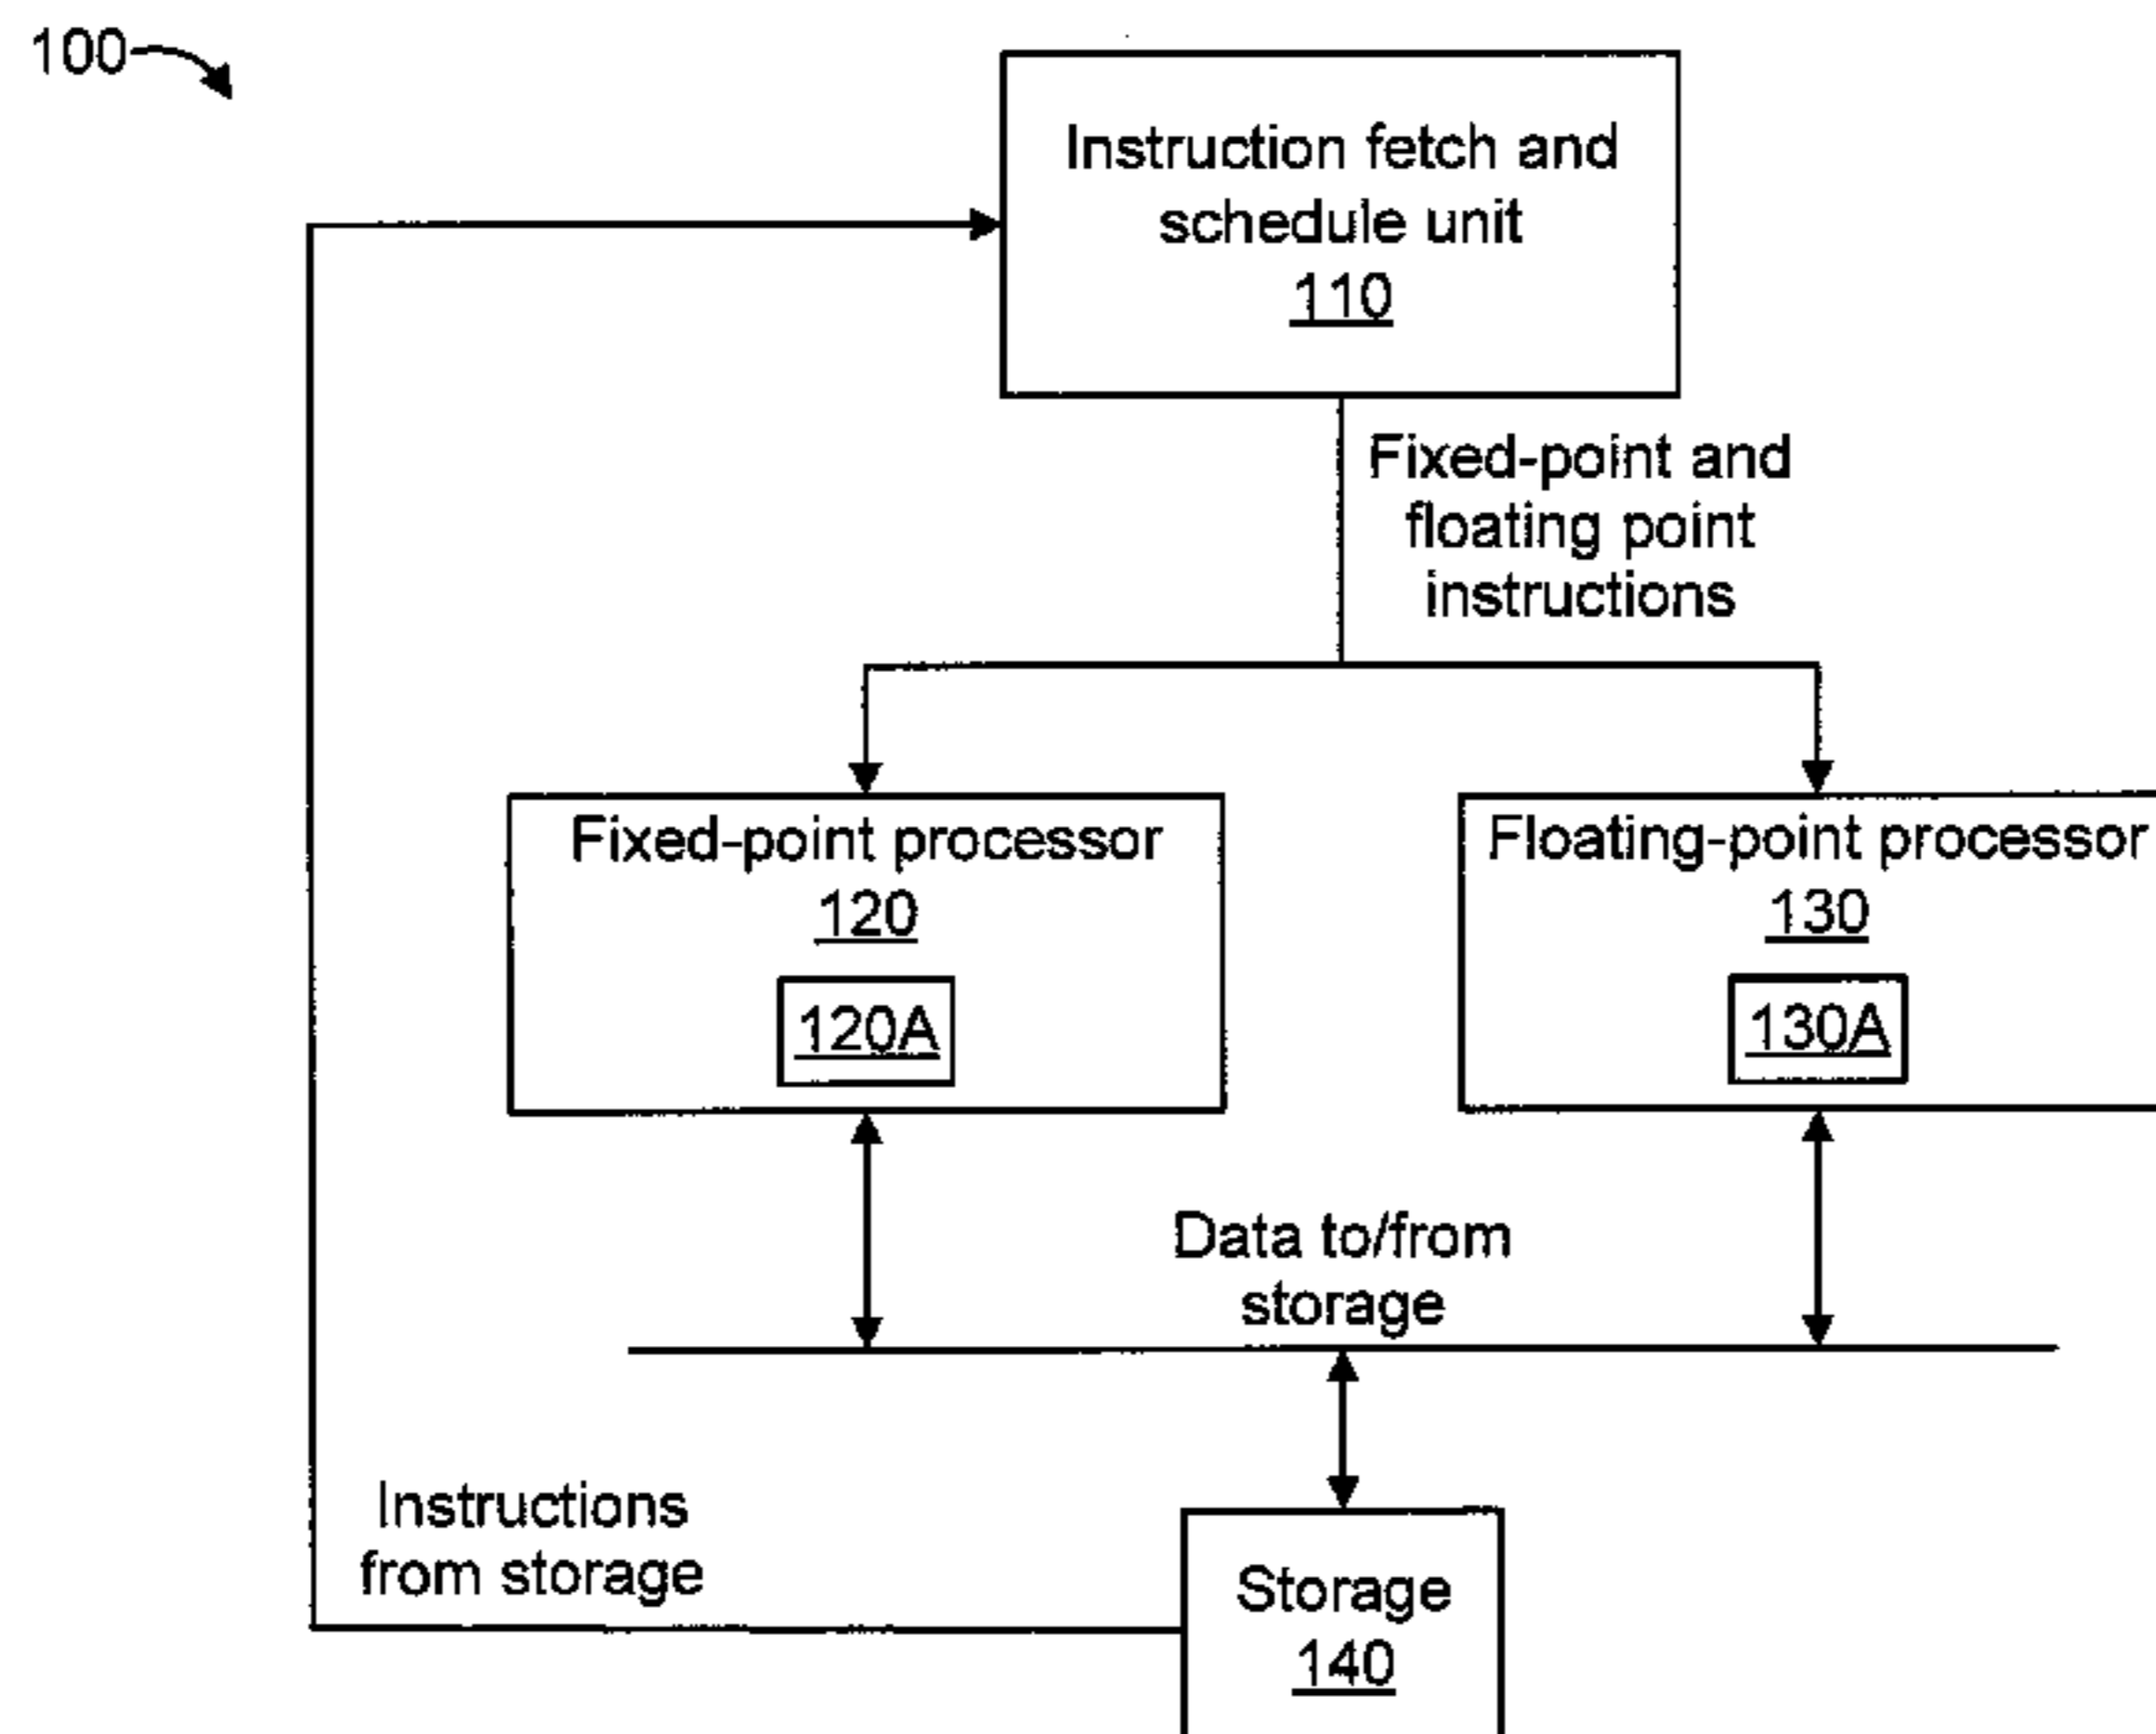 100
Instruction fetch and
schedule unit
110
Fixed-point and
floating point
instructions
Fixed-point processor
120
120A
Floating-point processor
130
130A
Data to/from
storage
Instructions
from storage
Storage
140